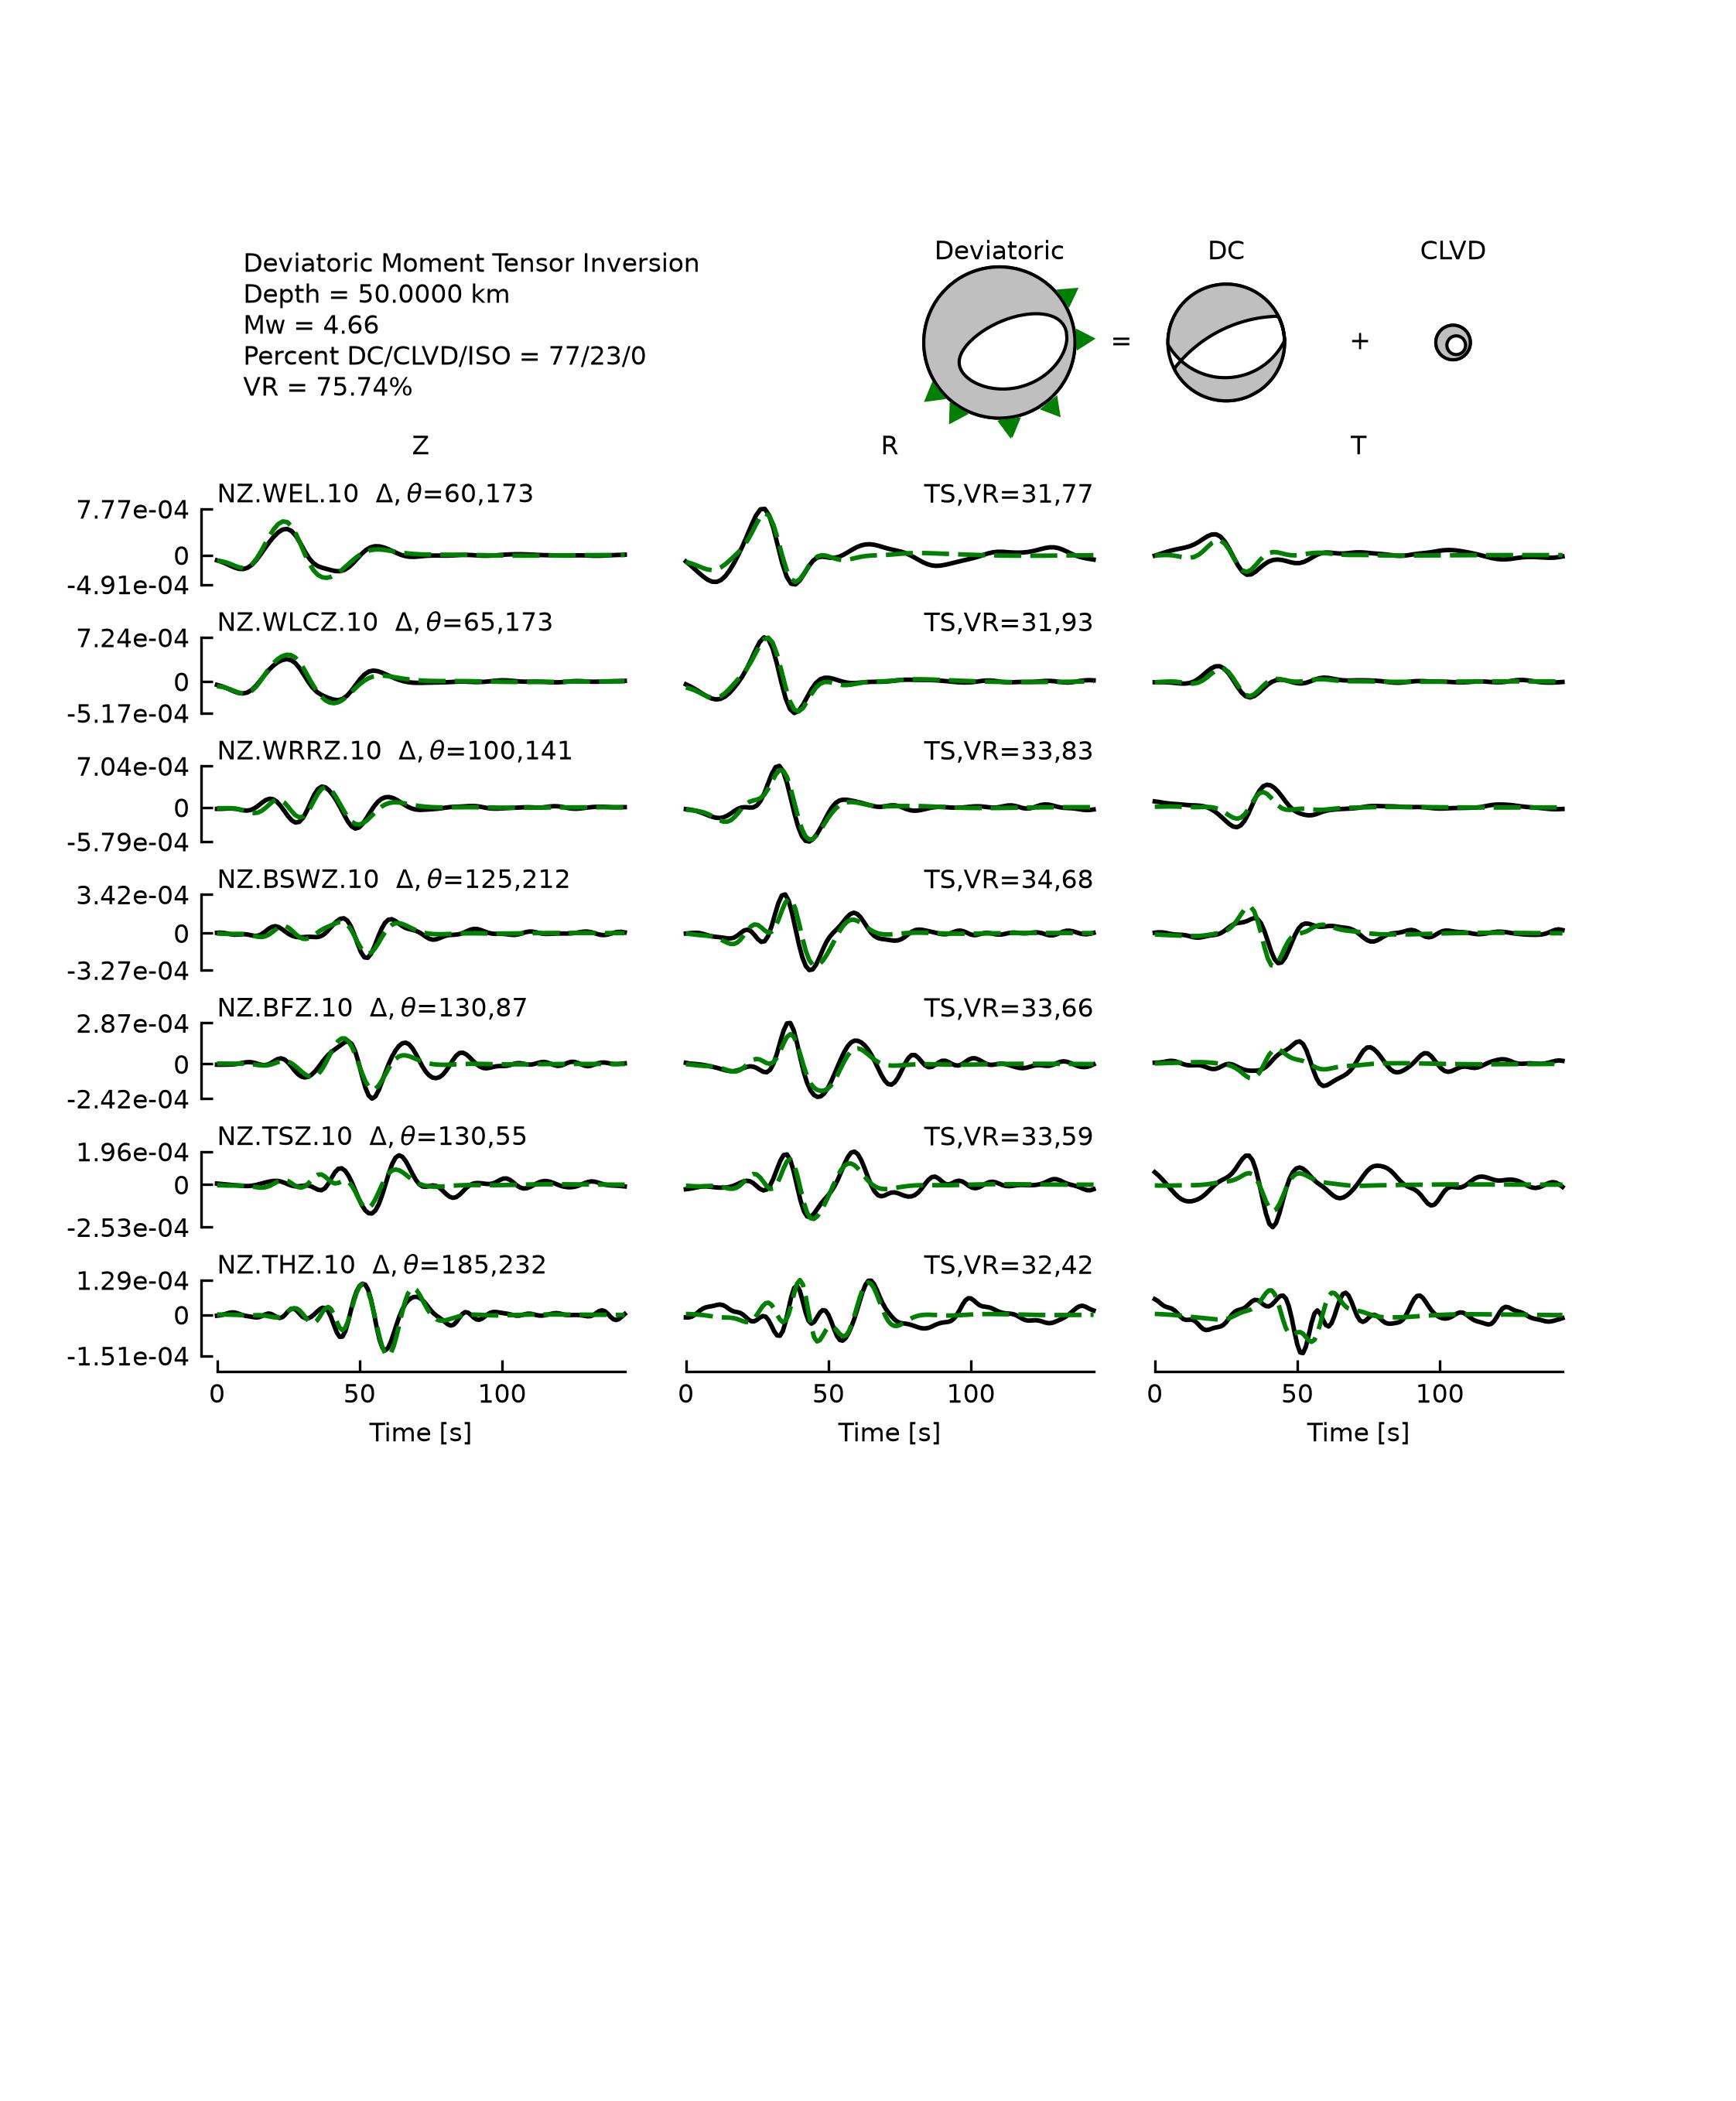 Deviatoric DC CLVD
Deviatoric Moment Tensor Inversion
Depth = 50.0000 km
Mw = 4.66
= +
Percent DC/CLVD/ISO = 77/23/0
VR = 75.74%
Z R T
NZ.WEL.10 Δ,θ=60,173 TS,VR=31,77
7.77e-04
0
-4.91e-04
NZ.WLCZ.10 Δ,θ=65,173 TS,VR=31,93
7.24e-04
0
-5.17e-04
NZ.WRRZ.10 Δ,θ=100,141 TS,VR=33,83
7.04e-04
0
-5.79e-04
NZ.BSWZ.10 Δ,θ=125,212 TS,VR=34,68
3.42e-04
0
-3.27e-04
NZ.BFZ.10 Δ,θ=130,87 TS,VR=33,66
2.87e-04
0
-2.42e-04
NZ.TSZ.10 Δ,θ=130,55 TS,VR=33,59
1.96e-04
0
-2.53e-04
NZ.THZ.10 Δ,θ=185,232 TS,VR=32,42
1.29e-04
0
-1.51e-04
0 50 100 0 50 100 0 50 100
Time [s] Time [s] Time [s]